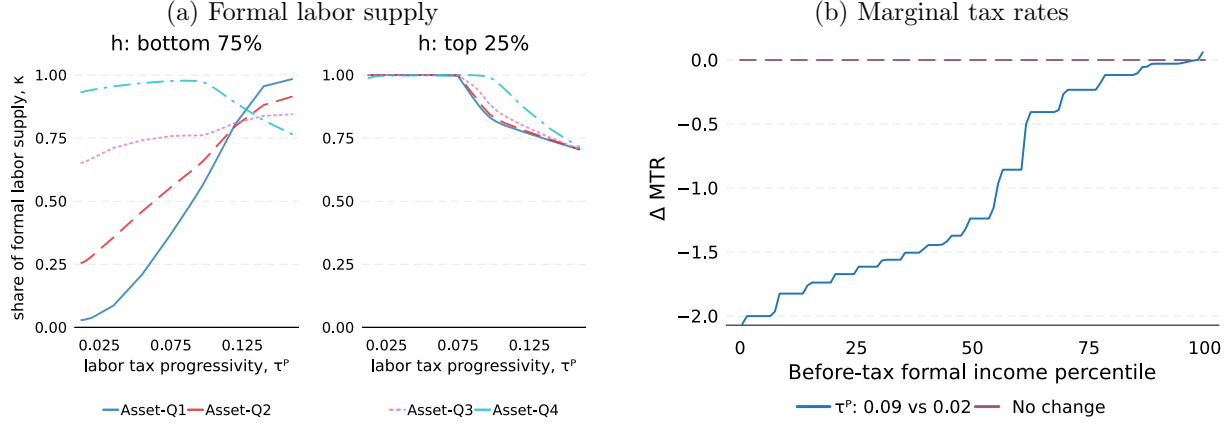 (a) Formal labor supply
h: bottom 75%
h: top 25%
share of formal labor supply, κ
1.00
0.75
0.50
0.25
0.00
0.025 0.075 0.125
labor tax progressivity, τᴾ
1.00
0.75
0.50
0.25
0.00
0.025 0.075 0.125
labor tax progressivity, τᴾ
Asset-Q1 Asset-Q2 Asset-Q3 Asset-Q4
(b) Marginal tax rates
Δ MTR
0.0
−0.5
−1.0
−1.5
−2.0
0 25 50 75 100
Before-tax formal income percentile
τᴾ: 0.09 vs 0.02 No change